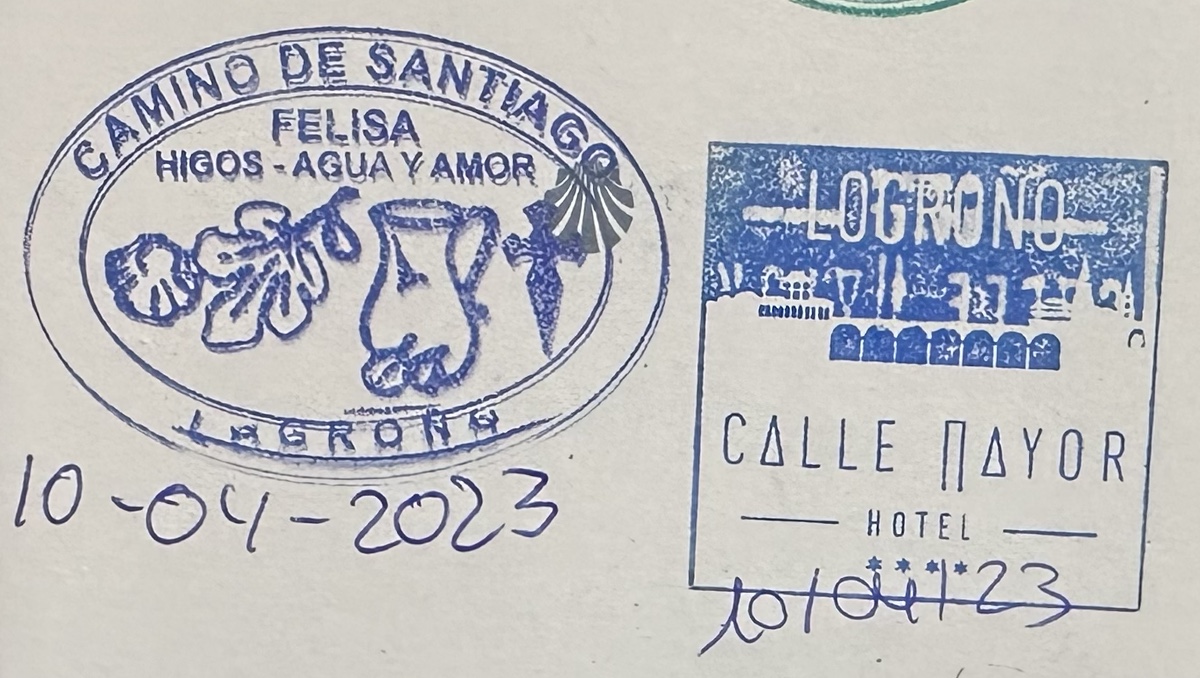 CAMINO DE SANTIAGO
FELISA
HIGOS - AGUA Y AMOR
LOGROÑO
10-04-2023
LOGROÑO
CALLE MAYOR
HOTEL
****
10/04/23